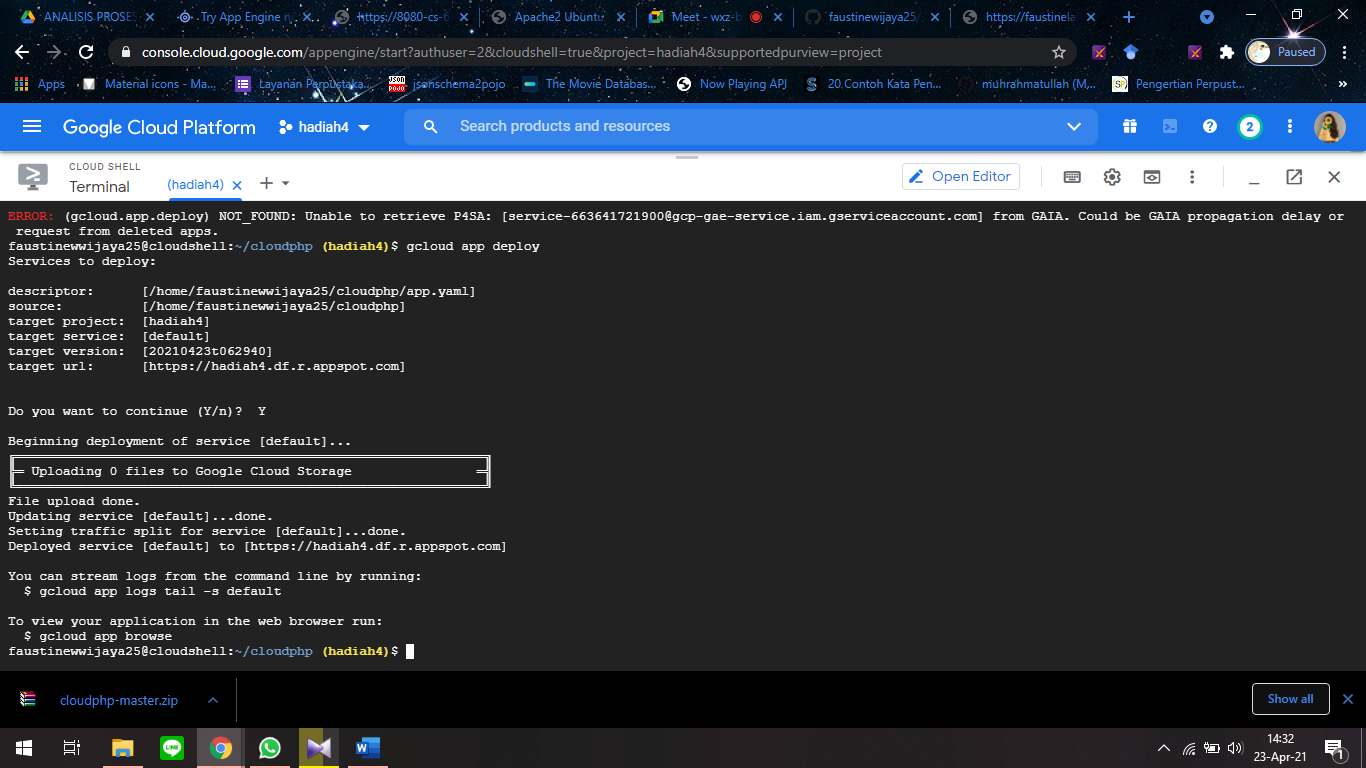 ANALISIS PROSE
Try App Engine n
https://8080-cs-6
Apache2 Ubuntu
Meet - wxz-b
faustinewijaya25/
https://faustinela
console.cloud.google.com/appengine/start?authuser=2&cloudshell=true&project=hadiah4&supportedpurview=project
Paused
Apps
Material icons - Ma...
Layanan Perpustaka...
jsonschema2pojo
The Movie Databas...
Now Playing API
20 Contoh Kata Pen...
muhrahmatullah (M,...
Pengertian Perpust...
Google Cloud Platform
hadiah4
Search products and resources
2
CLOUD SHELL
Terminal
(hadiah4)
Open Editor
ERROR: (gcloud.app.deploy) NOT_FOUND: Unable to retrieve P4SA: [service-663641721900@gcp-gae-service.iam.gserviceaccount.com] from GAIA. Could be GAIA propagation delay or
request from deleted apps.
faustinewwijaya25@cloudshell:~/cloudphp (hadiah4)$ gcloud app deploy
Services to deploy:
descriptor: [/home/faustinewwijaya25/cloudphp/app.yaml]
source: [/home/faustinewwijaya25/cloudphp]
target project: [hadiah4]
target service: [default]
target version: [20210423t062940]
target url: [https://hadiah4.df.r.appspot.com]
Do you want to continue (Y/n)? Y
Beginning deployment of service [default]...
Uploading 0 files to Google Cloud Storage
File upload done.
Updating service [default]...done.
Setting traffic split for service [default]...done.
Deployed service [default] to [https://hadiah4.df.r.appspot.com]
You can stream logs from the command line by running:
$ gcloud app logs tail -s default
To view your application in the web browser run:
$ gcloud app browse
faustinewwijaya25@cloudshell:~/cloudphp (hadiah4)$
cloudphp-master.zip
Show all
14:32
23-Apr-21
1